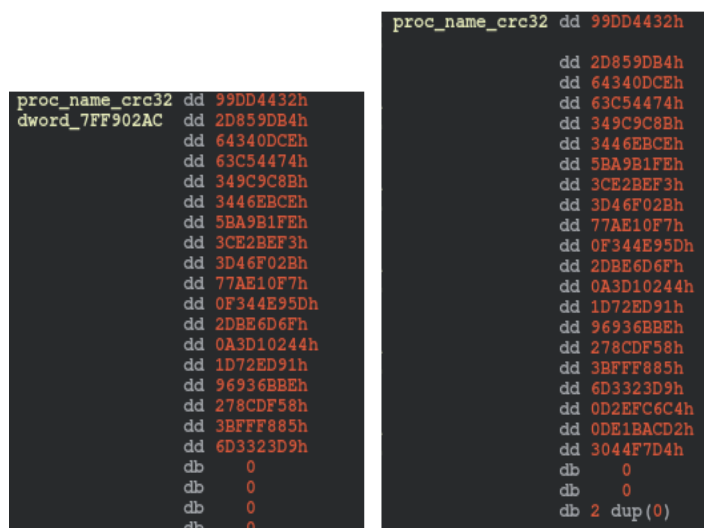 proc_name_crc32 dd 99DD4432h
dword_7FF902AC dd 2D859DB4h
dd 64340DCEh
dd 63C54474h
dd 349C9C8Bh
dd 3446EBCEh
dd 5BA9B1FEh
dd 3CE2BEF3h
dd 3D46F02Bh
dd 77AE10F7h
dd 0F344E95Dh
dd 2DBE6D6Fh
dd 0A3D10244h
dd 1D72ED91h
dd 96936BBEh
dd 278CDF58h
dd 3BFFF885h
dd 6D3323D9h
db 0
db 0
db 0
db 0
proc_name_crc32 dd 99DD4432h
dd 2D859DB4h
dd 64340DCEh
dd 63C54474h
dd 349C9C8Bh
dd 3446EBCEh
dd 5BA9B1FEh
dd 3CE2BEF3h
dd 3D46F02Bh
dd 77AE10F7h
dd 0F344E95Dh
dd 2DBE6D6Fh
dd 0A3D10244h
dd 1D72ED91h
dd 96936BBEh
dd 278CDF58h
dd 3BFFF885h
dd 6D3323D9h
dd 0D2EFC6C4h
dd 0DE1BACD2h
dd 3044F7D4h
db 0
db 0
db 2 dup(0)